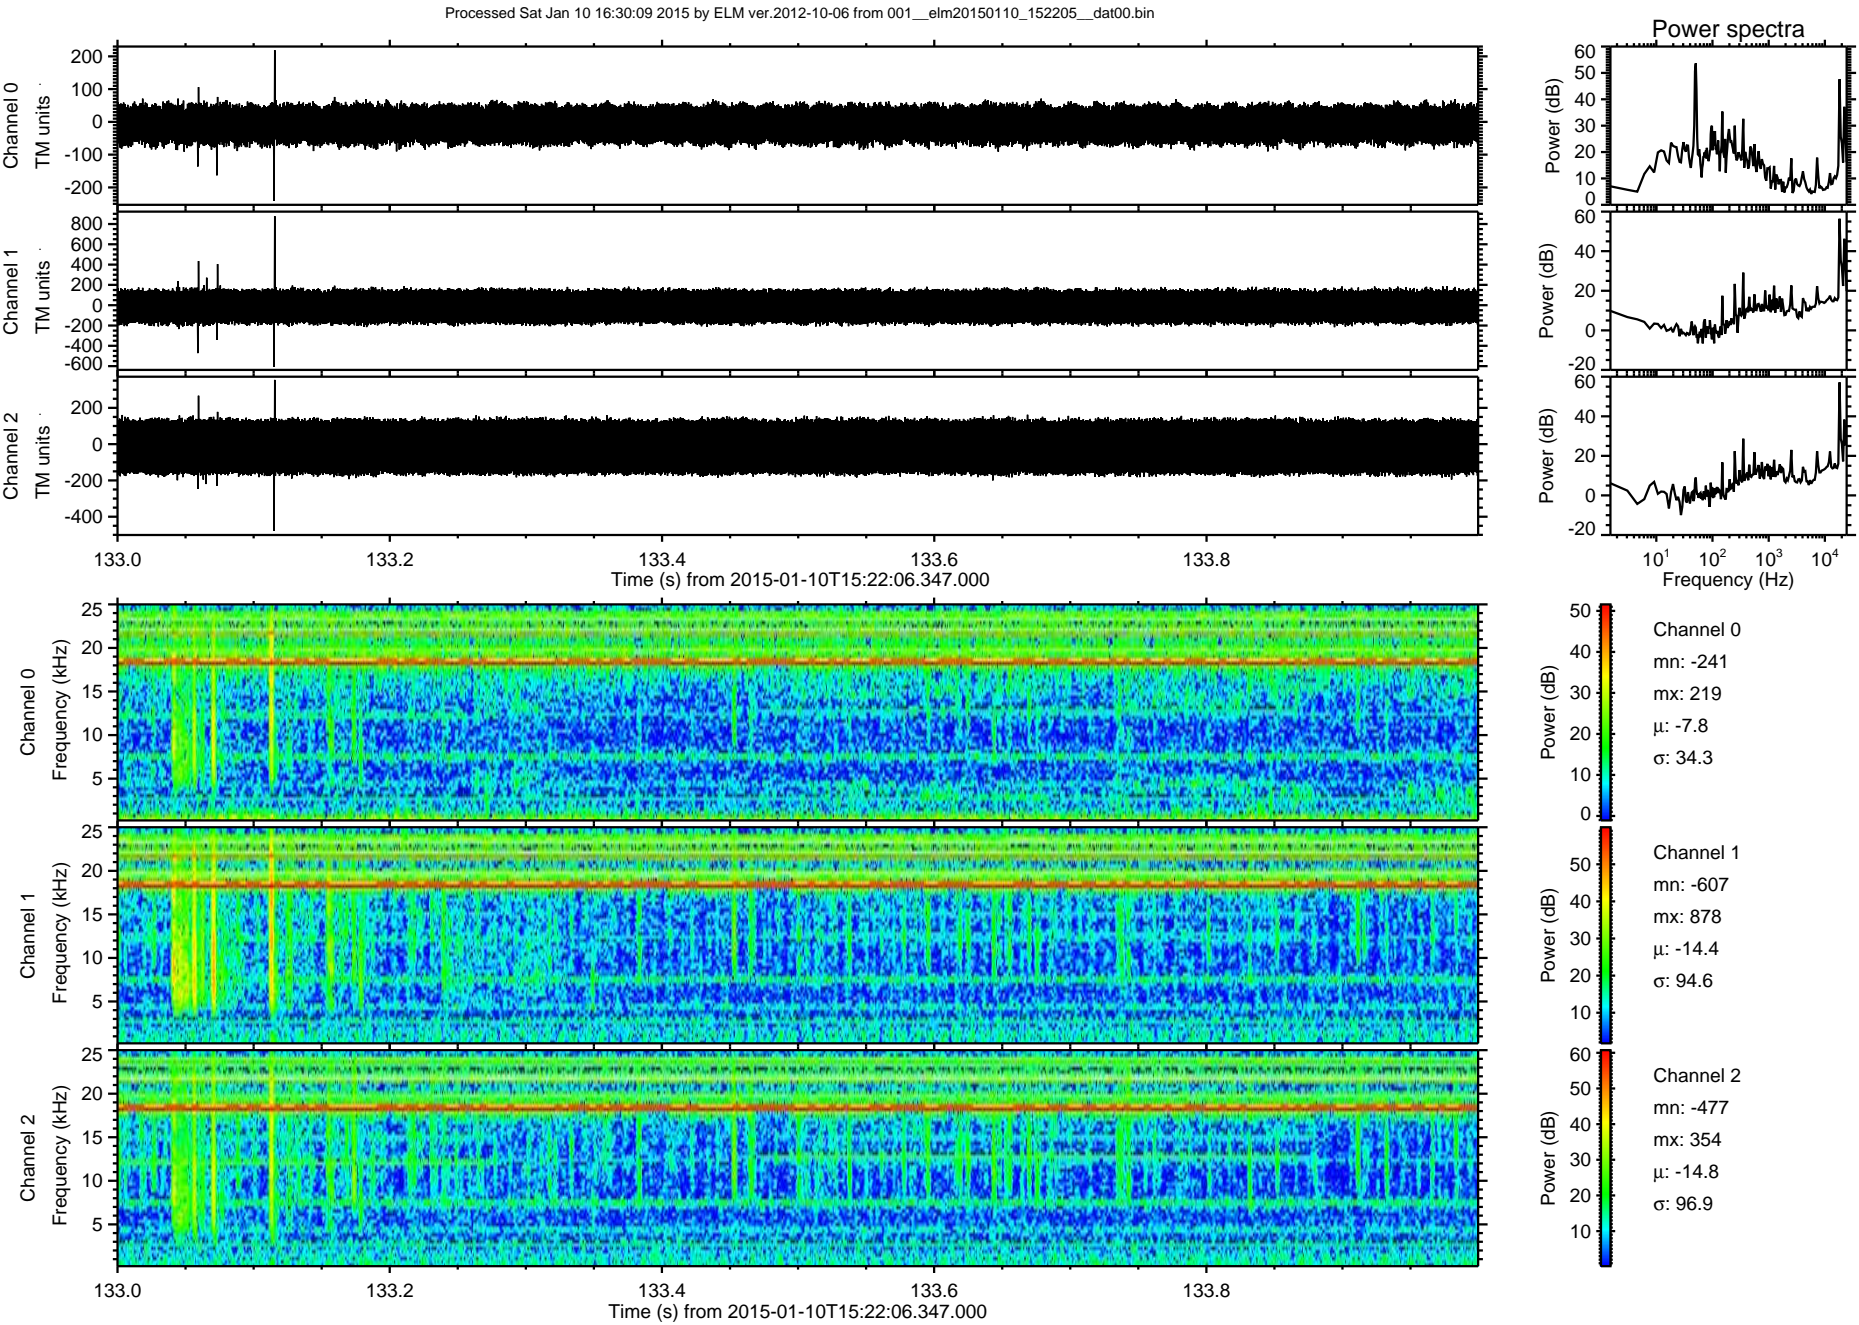 Processed Sat Jan 10 16:30:09 2015 by ELM ver.2012-10-06 from 001__elm20150110_152205__dat00.bin
Power spectra
Channel 0
TM units
200
100
0
-100
-200
Power (dB)
60
50
40
30
20
10
0
Channel 1
TM units
800
600
400
200
0
-200
-400
-600
Power (dB)
60
40
20
0
-20
Channel 2
TM units
200
0
-200
-400
Power (dB)
60
40
20
0
-20
133.0 133.2 133.4 133.6 133.8
Time (s) from 2015-01-10T15:22:06.347.000
10¹ 10² 10³ 10⁴
Frequency (Hz)
Channel 0
Frequency (kHz)
25
20
15
10
5
Power (dB)
50
40
30
20
10
0
Channel 0
mn: -241
mx: 219
μ: -7.8
σ: 34.3
Channel 1
Frequency (kHz)
25
20
15
10
5
Power (dB)
50
40
30
20
10
Channel 1
mn: -607
mx: 878
μ: -14.4
σ: 94.6
Channel 2
Frequency (kHz)
25
20
15
10
5
Power (dB)
60
50
40
30
20
10
Channel 2
mn: -477
mx: 354
μ: -14.8
σ: 96.9
133.0 133.2 133.4 133.6 133.8
Time (s) from 2015-01-10T15:22:06.347.000